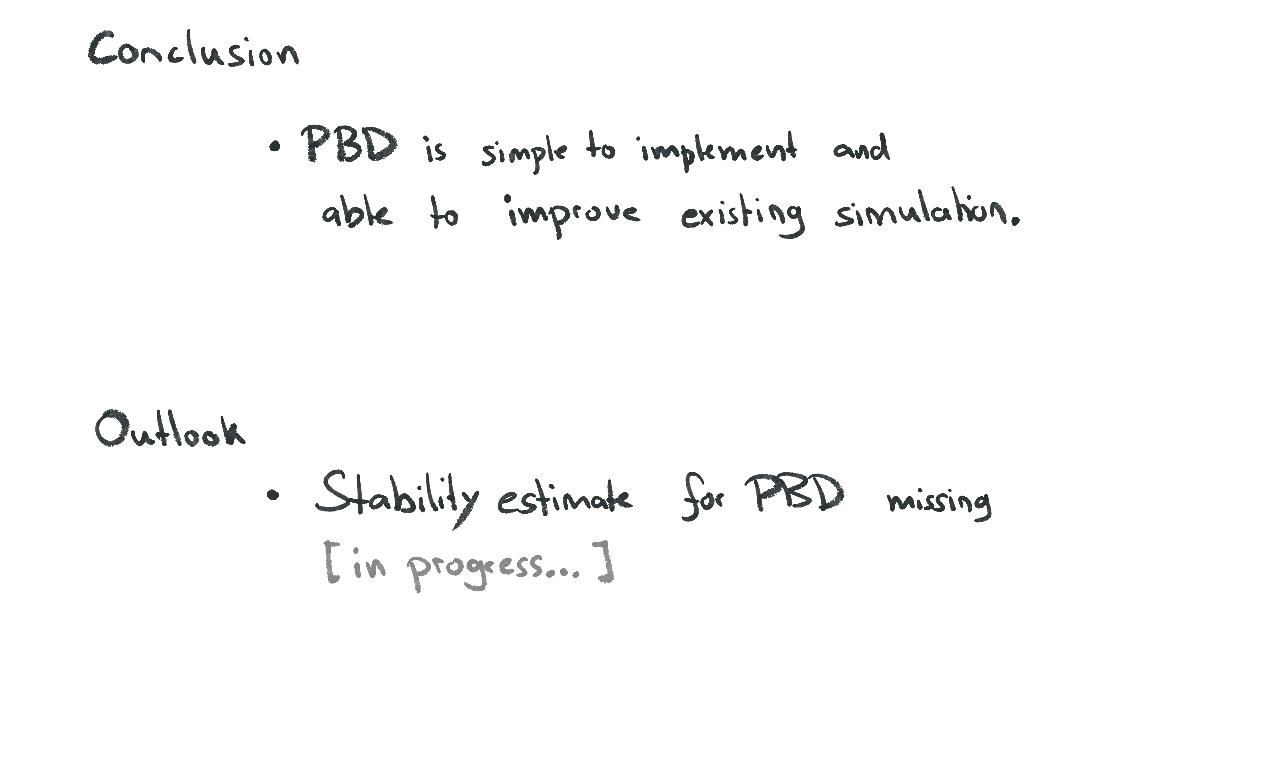 Conclusion
• PBD is simple to implement and
able to improve existing simulation.
Outlook
• Stability estimate for PBD missing
[in progress...]